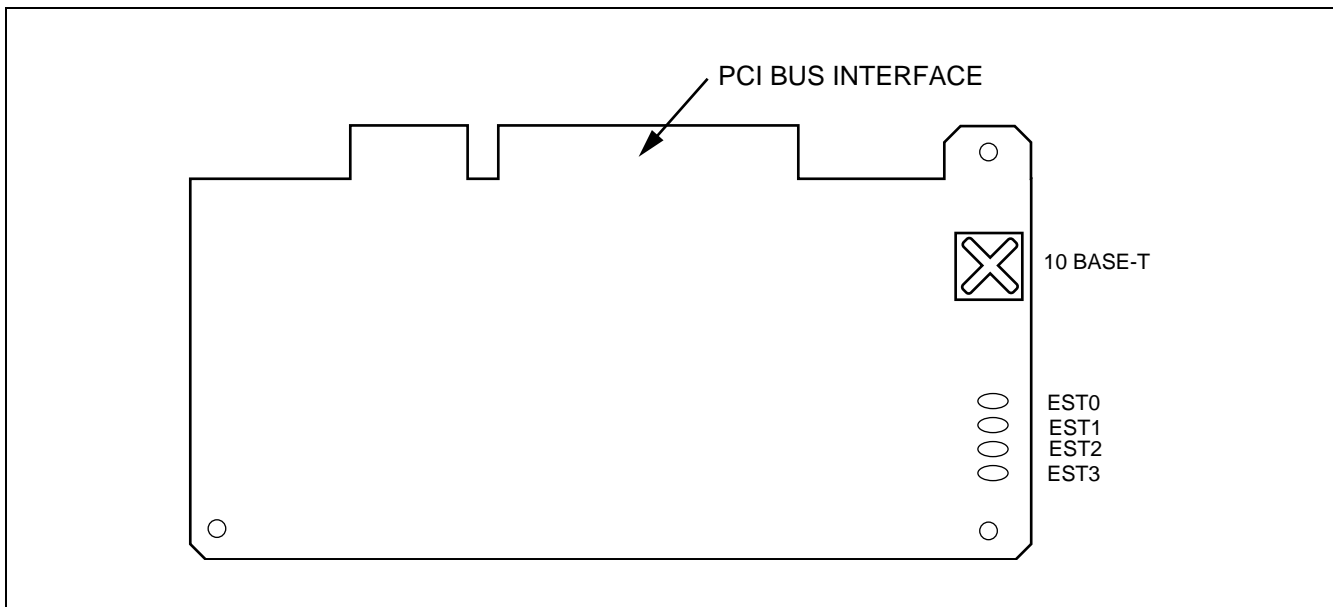 PCI BUS INTERFACE
10 BASE-T
EST0
EST1
EST2
EST3